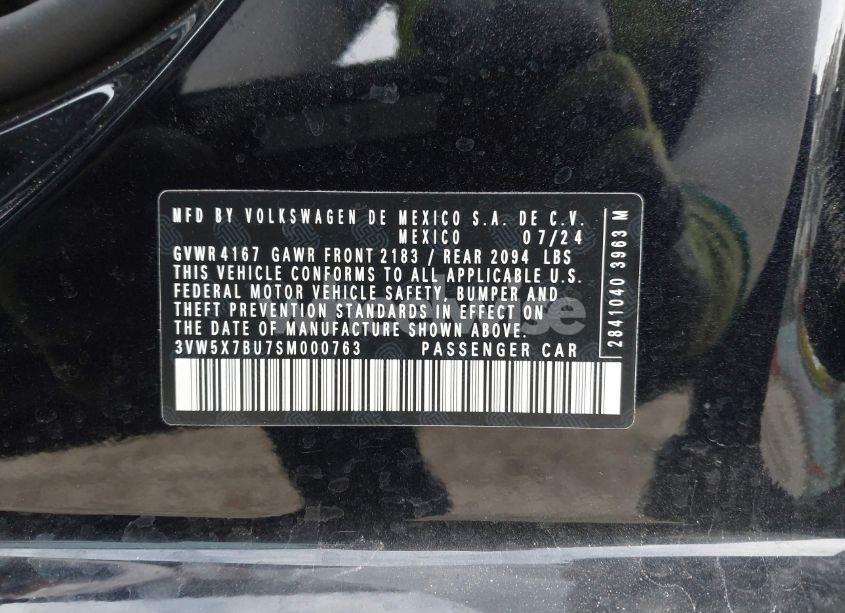 MFD BY VOLKSWAGEN DE MEXICO S.A. DE C.V.
MEXICO 07/24
GVWR 4167 GAWR FRONT 2183 / REAR 2094 LBS
THIS VEHICLE CONFORMS TO ALL APPLICABLE U.S.
FEDERAL MOTOR VEHICLE SAFETY, BUMPER AND
THEFT PREVENTION STANDARDS IN EFFECT ON
THE DATE OF MANUFACTURE SHOWN ABOVE.
3VW5X7BU7SM000763 PASSENGER CAR
2841040 3963 M